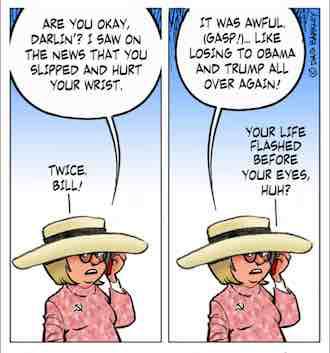 ARE YOU OKAY,
DARLIN'? I SAW ON
THE NEWS THAT YOU
SLIPPED AND HURT
YOUR WRIST.
TWICE,
BILL!
IT WAS AWFUL.
(GASP!)... LIKE
LOSING TO OBAMA
AND TRUMP ALL
OVER AGAIN!
YOUR LIFE
FLASHED
BEFORE
YOUR EYES,
HUH?